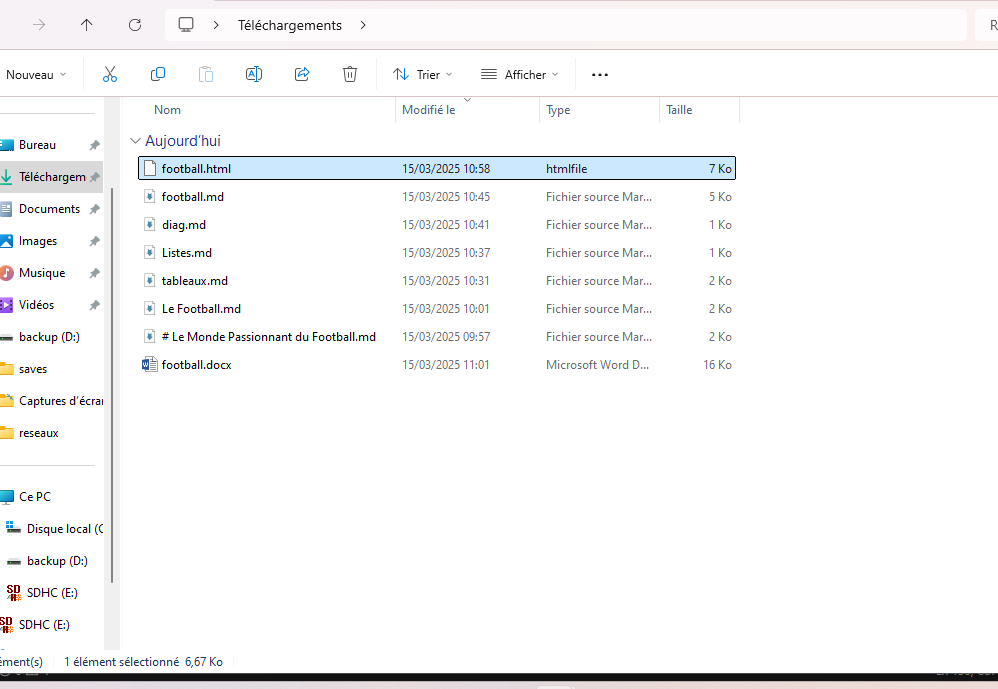 Téléchargements
R
Nouveau
Trier
Afficher
Nom Modifié le Type Taille
Aujourd'hui
football.html 15/03/2025 10:58 htmlfile 7 Ko
football.md 15/03/2025 10:45 Fichier source Mar... 5 Ko
diag.md 15/03/2025 10:41 Fichier source Mar... 1 Ko
Listes.md 15/03/2025 10:37 Fichier source Mar... 1 Ko
tableaux.md 15/03/2025 10:31 Fichier source Mar... 2 Ko
Le Football.md 15/03/2025 10:01 Fichier source Mar... 2 Ko
# Le Monde Passionnant du Football.md 15/03/2025 09:57 Fichier source Mar... 2 Ko
football.docx 15/03/2025 11:01 Microsoft Word D... 16 Ko
Bureau
Téléchargem
Documents
Images
Musique
Vidéos
backup (D:)
saves
Captures d'écrar
reseaux
Ce PC
Disque local (C
backup (D:)
SD SDHC (E:)
SD SDHC (E:)
ément(s) 1 élément sélectionné 6,67 Ko